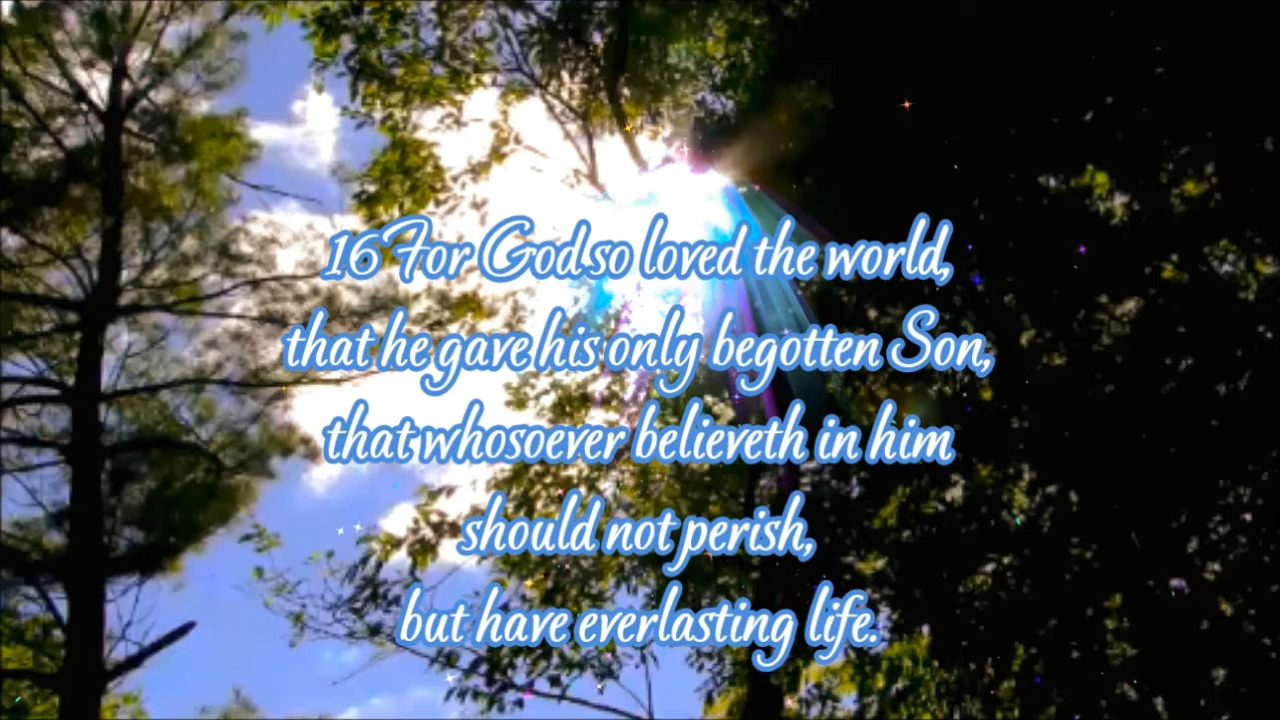 16 For God so loved the world,
that he gave his only begotten Son,
that whosoever believeth in him
should not perish,
but have everlasting life.